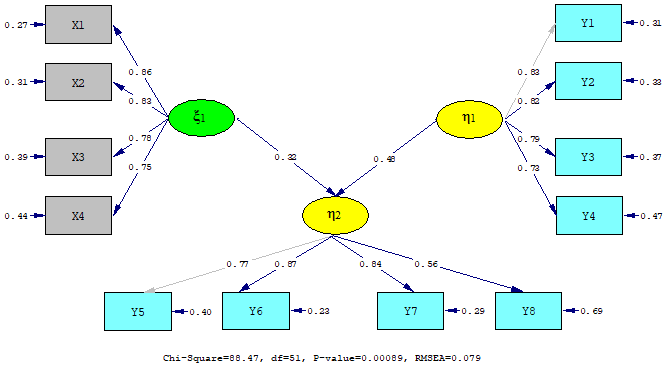 0.27 X1 Y1 0.31
0.31 X2 0.86 0.83 Y2 0.33
0.83 0.82
ξ1 η1
0.39 X3 0.78 0.79 Y3 0.37
0.75 0.33 0.48 0.73
0.44 X4 η2 Y4 0.47
0.77 0.87 0.84 0.56
Y5 0.40 Y6 0.23 Y7 0.29 Y8 0.69
Chi-Square=88.47, df=51, P-value=0.00089, RMSEA=0.079